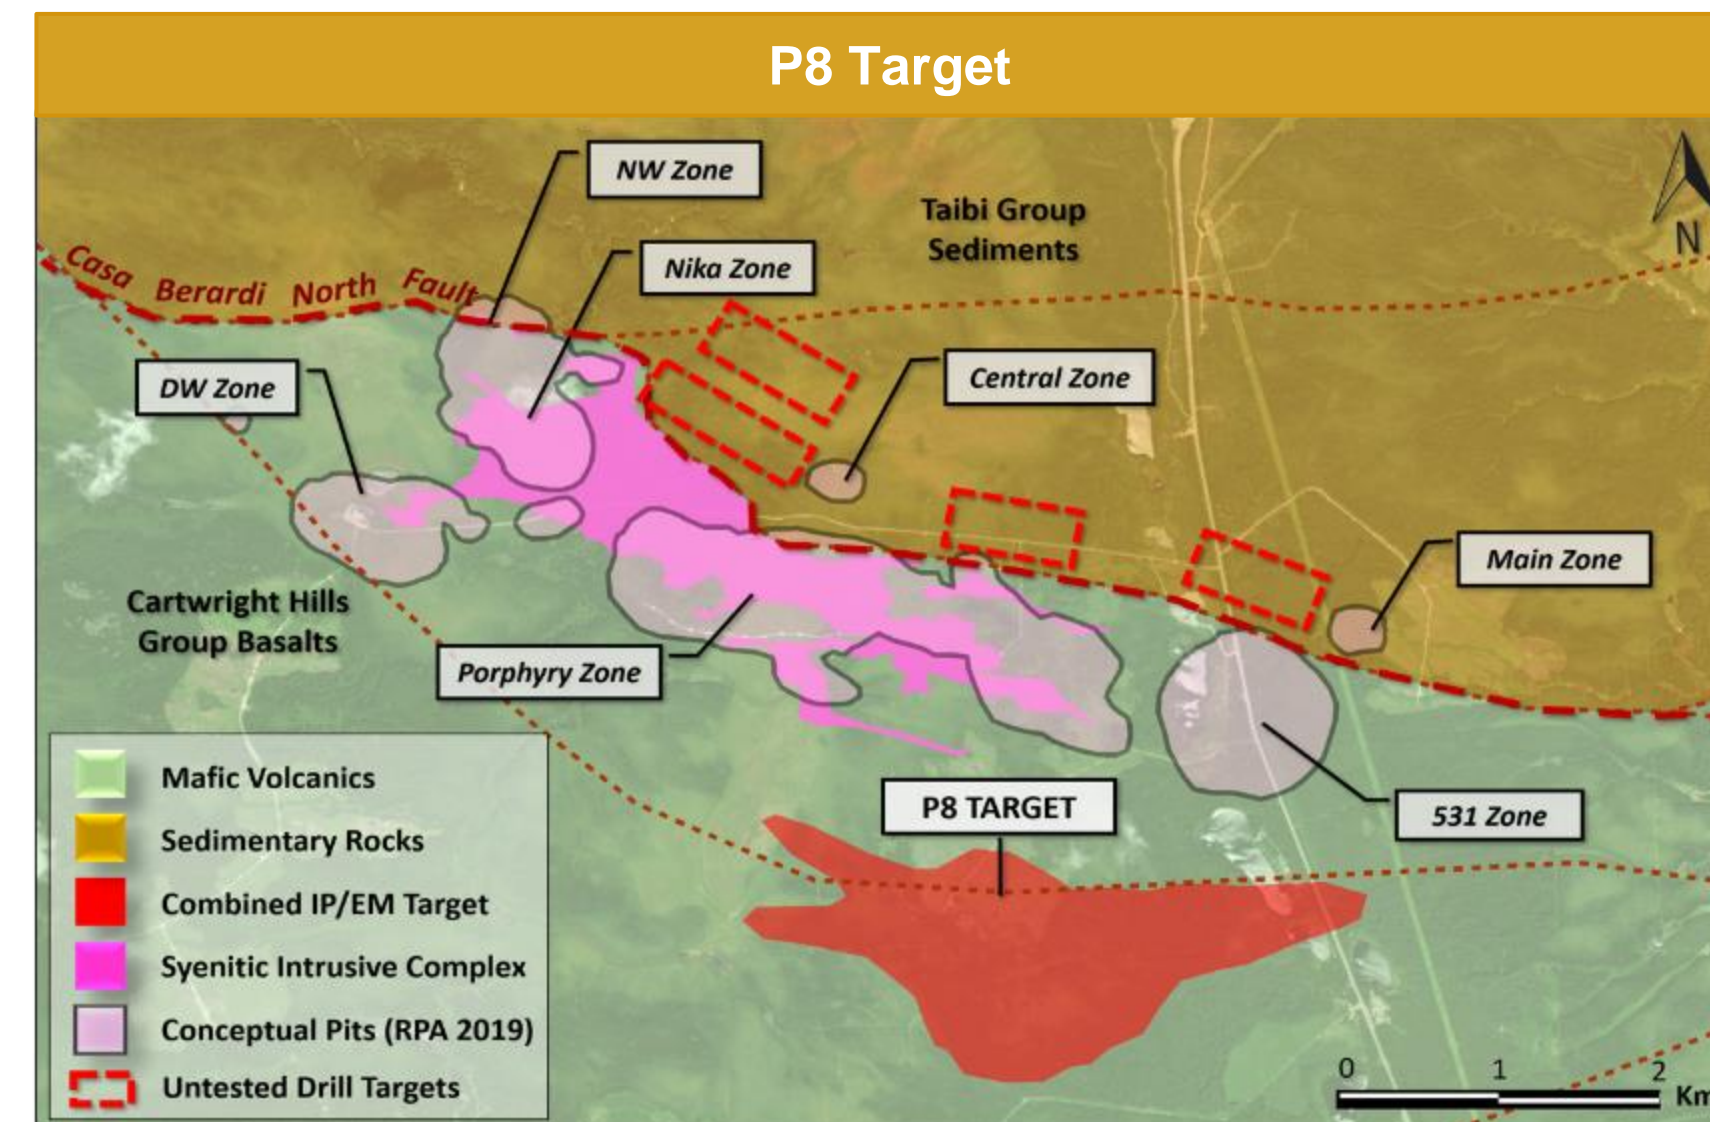 P8 Target
NW Zone
Taibi Group
Sediments
N
Nika Zone
Casa Berardi North Fault
DW Zone
Central Zone
Main Zone
Cartwright Hills
Group Basalts
Porphyry Zone
P8 TARGET
531 Zone
Mafic Volcanics
Sedimentary Rocks
Combined IP/EM Target
Syenitic Intrusive Complex
Conceptual Pits (RPA 2019)
Untested Drill Targets
0 1 2
Km